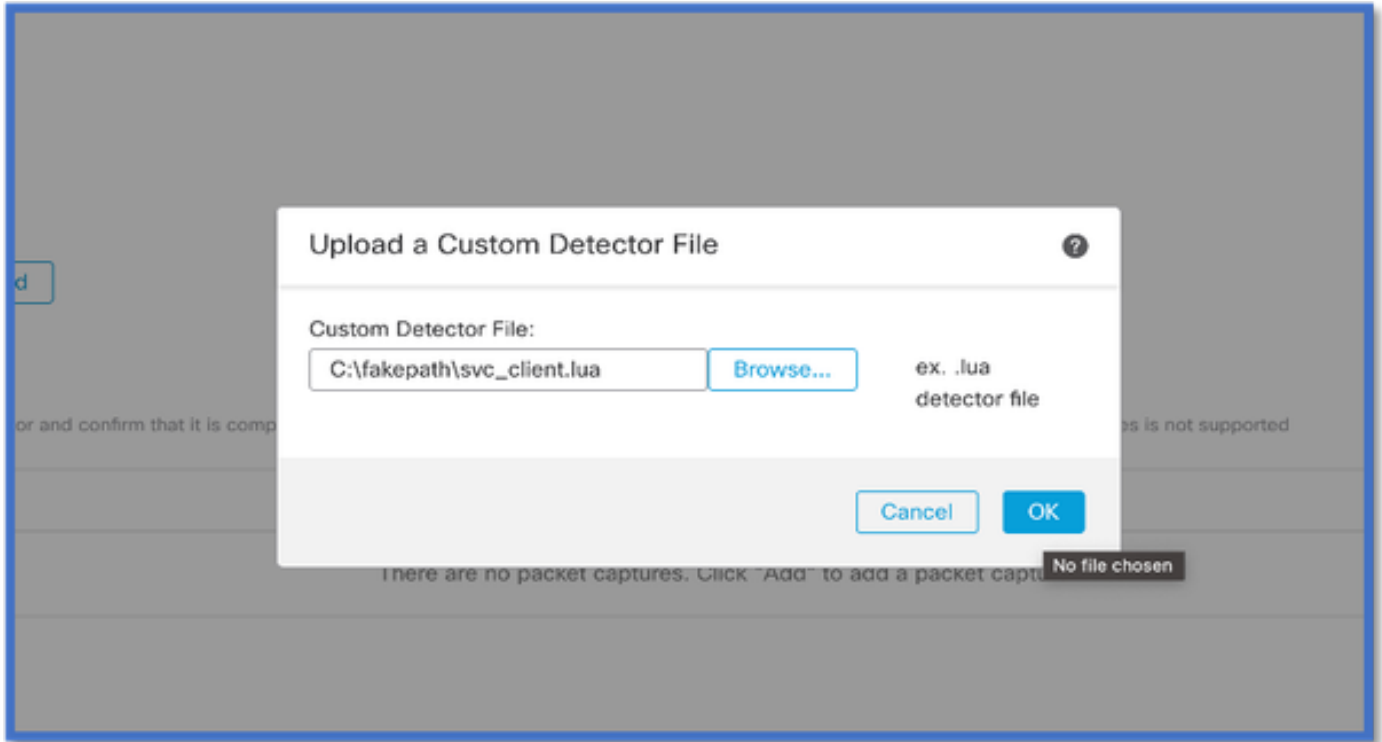 Upload a Custom Detector File
?
d
Custom Detector File:
C:\fakepath\svc_client.lua
Browse...
ex. .lua
detector file
or and confirm that it is comp
is not supported
Cancel
OK
There are no packet captures. Click "Add" to add a packet
No file chosen